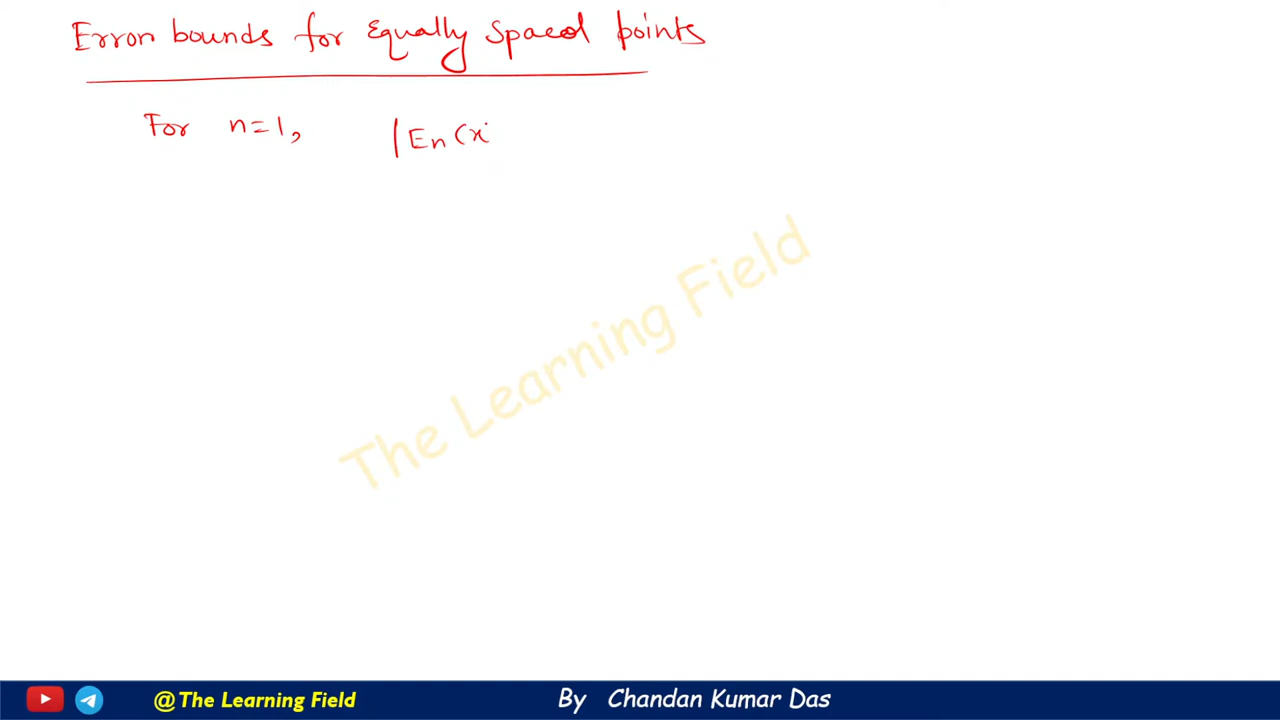 Error bounds for Equally Spaced points
For n=1, |En(x
The Learning Field
@The Learning Field
By Chandan Kumar Das